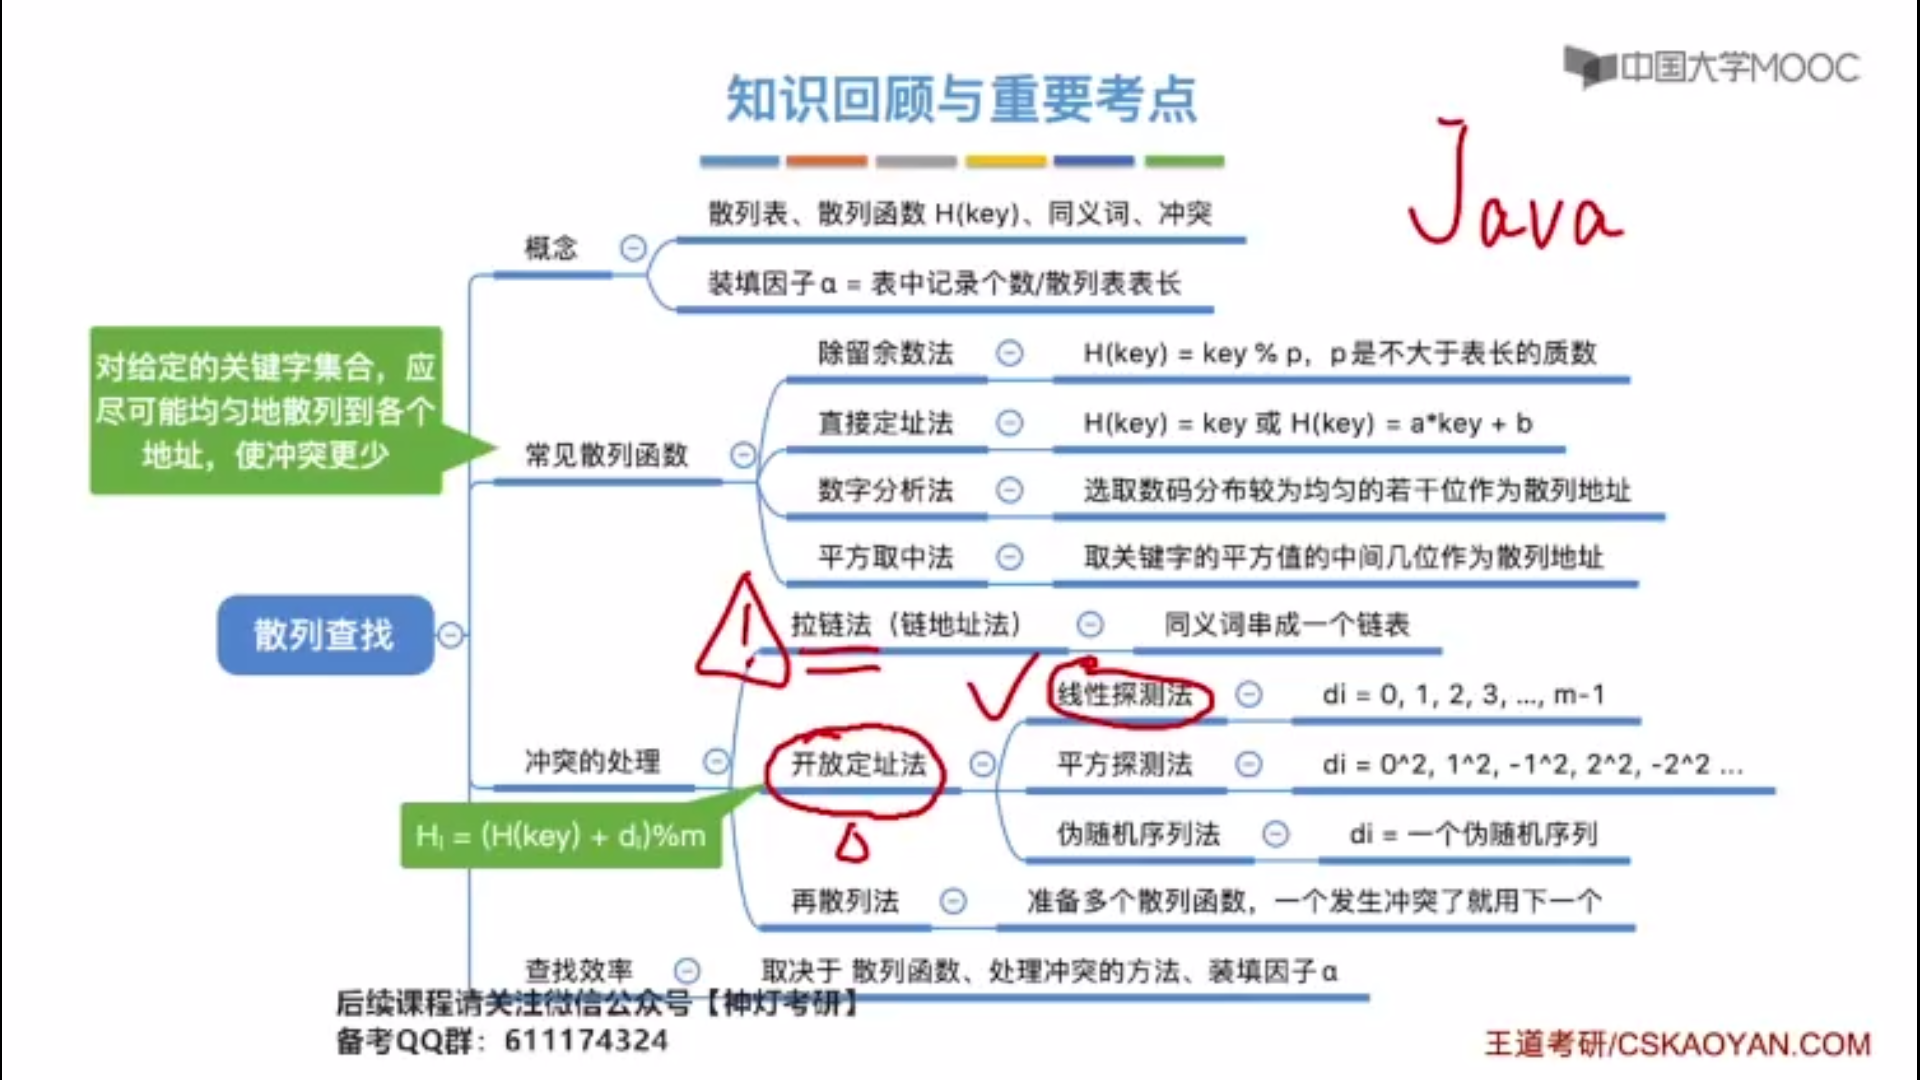 中国大学MOOC
知识回顾与重要考点
Java
散列表、散列函数 H(key)、同义词、冲突
概念
装填因子α = 表中记录个数/散列表表长
对给定的关键字集合，应
尽可能均匀地散列到各个
地址，使冲突更少
常见散列函数
除留余数法
H(key) = key % p，p是不大于表长的质数
直接定址法
H(key) = key 或 H(key) = a*key + b
数字分析法
选取数码分布较为均匀的若干位作为散列地址
平方取中法
取关键字的平方值的中间几位作为散列地址
散列查找
拉链法（链地址法）
同义词串成一个链表
冲突的处理
开放定址法
线性探测法
di = 0, 1, 2, 3, ..., m-1
平方探测法
di = 0^2, 1^2, -1^2, 2^2, -2^2 ...
伪随机序列法
di = 一个伪随机序列
Hᵢ = (H(key) + dᵢ)%m
再散列法
准备多个散列函数，一个发生冲突了就用下一个
查找效率
取决于 散列函数、处理冲突的方法、装填因子α
后续课程请关注微信公众号【神灯考研】
备考QQ群：611174324
王道考研/CSKAOYAN.COM